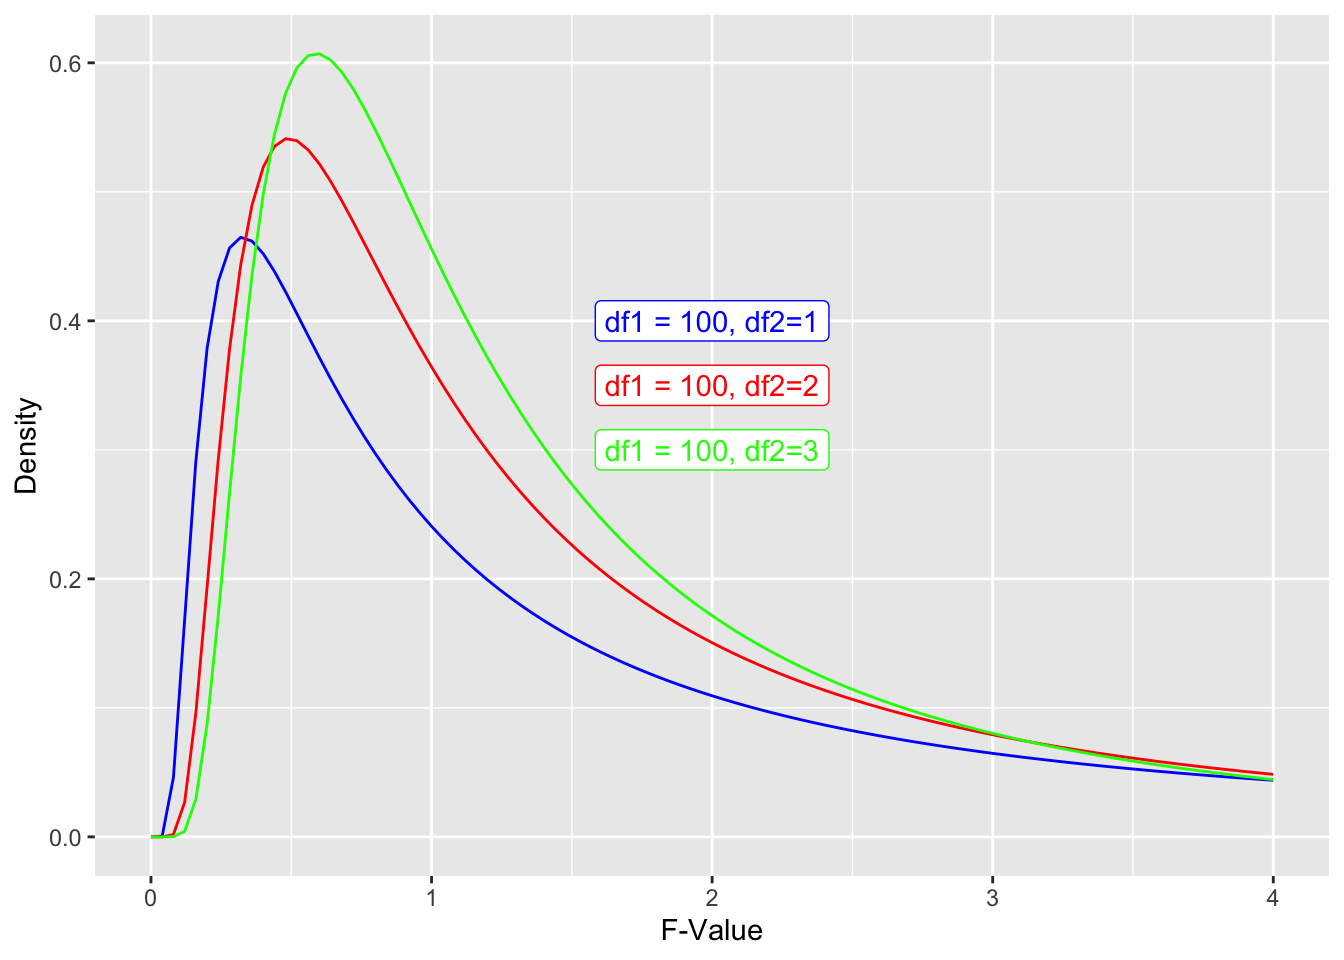 0.6
0.4
0.2
0.0
Density
df1 = 100, df2=1
df1 = 100, df2=2
df1 = 100, df2=3
0 1 2 3 4
F-Value